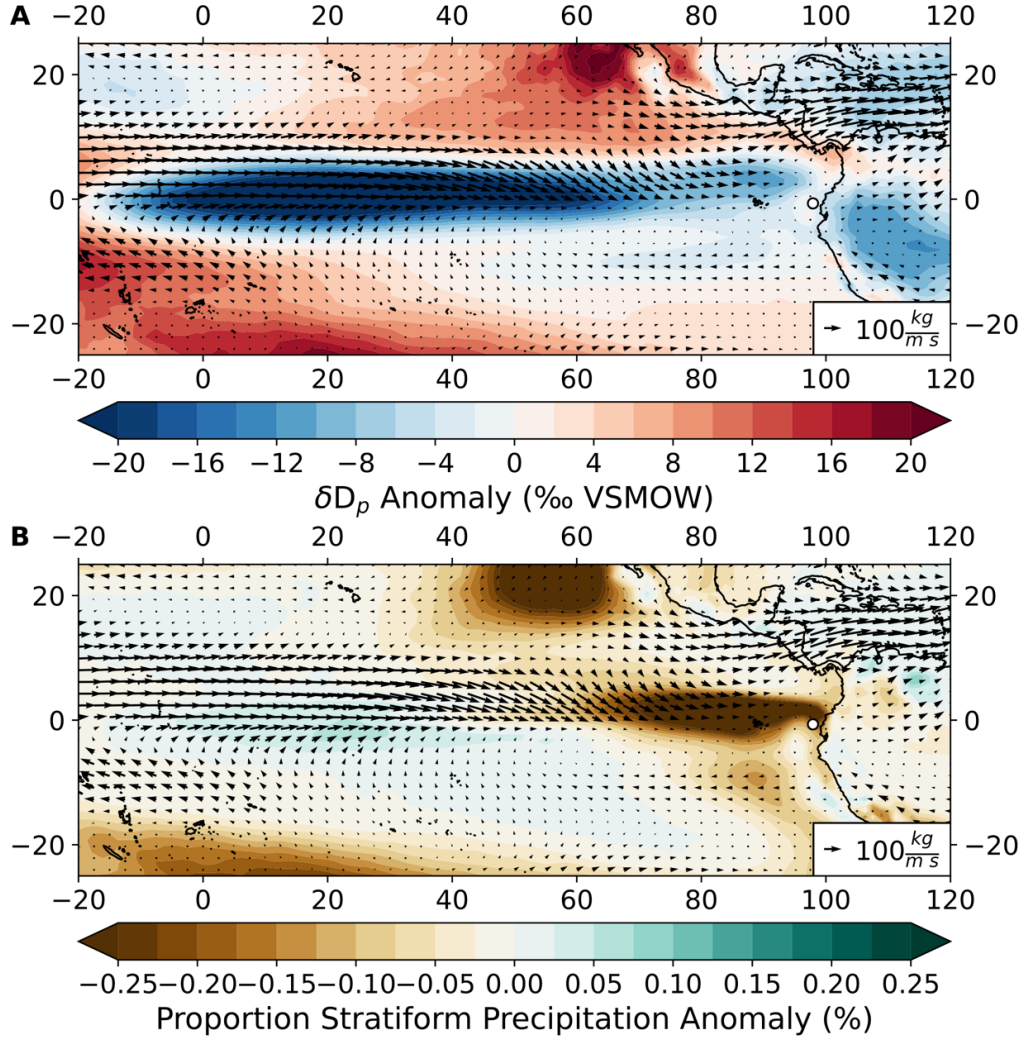 A
−20 0 20 40 60 80 100 120
20 20
0 0
−20 −20
100 kg/m s
−20 0 20 40 60 80 100 120
−20 −16 −12 −8 −4 0 4 8 12 16 20
δDp Anomaly (‰ VSMOW)
B
−20 0 20 40 60 80 100 120
20 20
0 0
−20 −20
100 kg/m s
−20 0 20 40 60 80 100 120
−0.25 −0.20 −0.15 −0.10 −0.05 0.00 0.05 0.10 0.15 0.20 0.25
Proportion Stratiform Precipitation Anomaly (%)